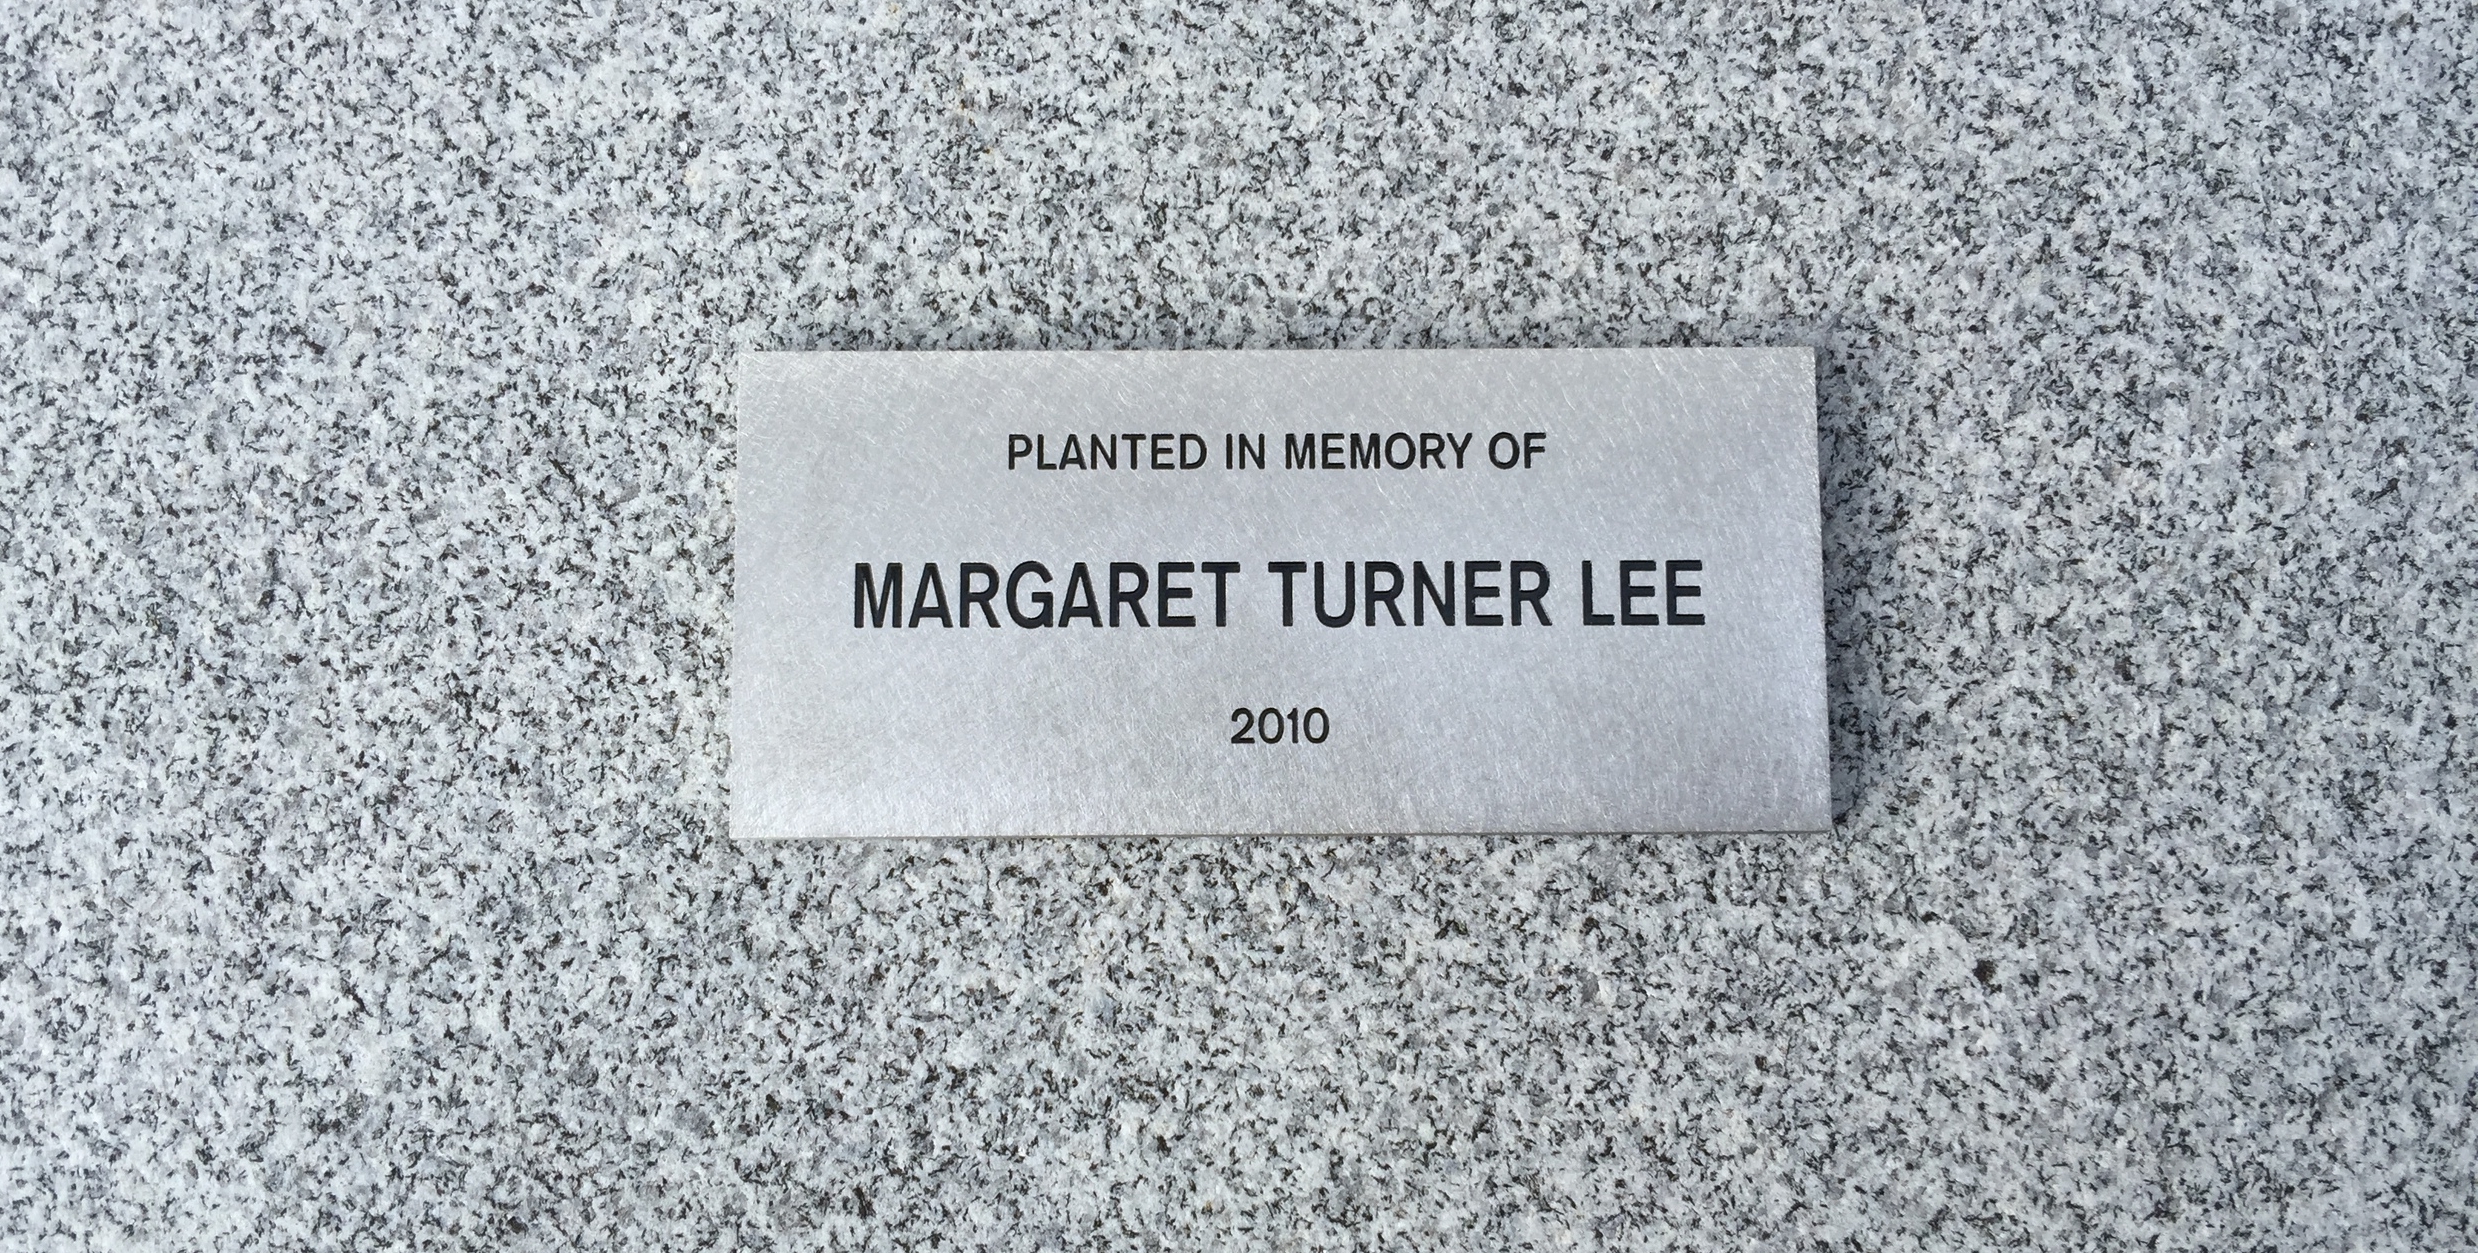 PLANTED IN MEMORY OF
MARGARET TURNER LEE
2010